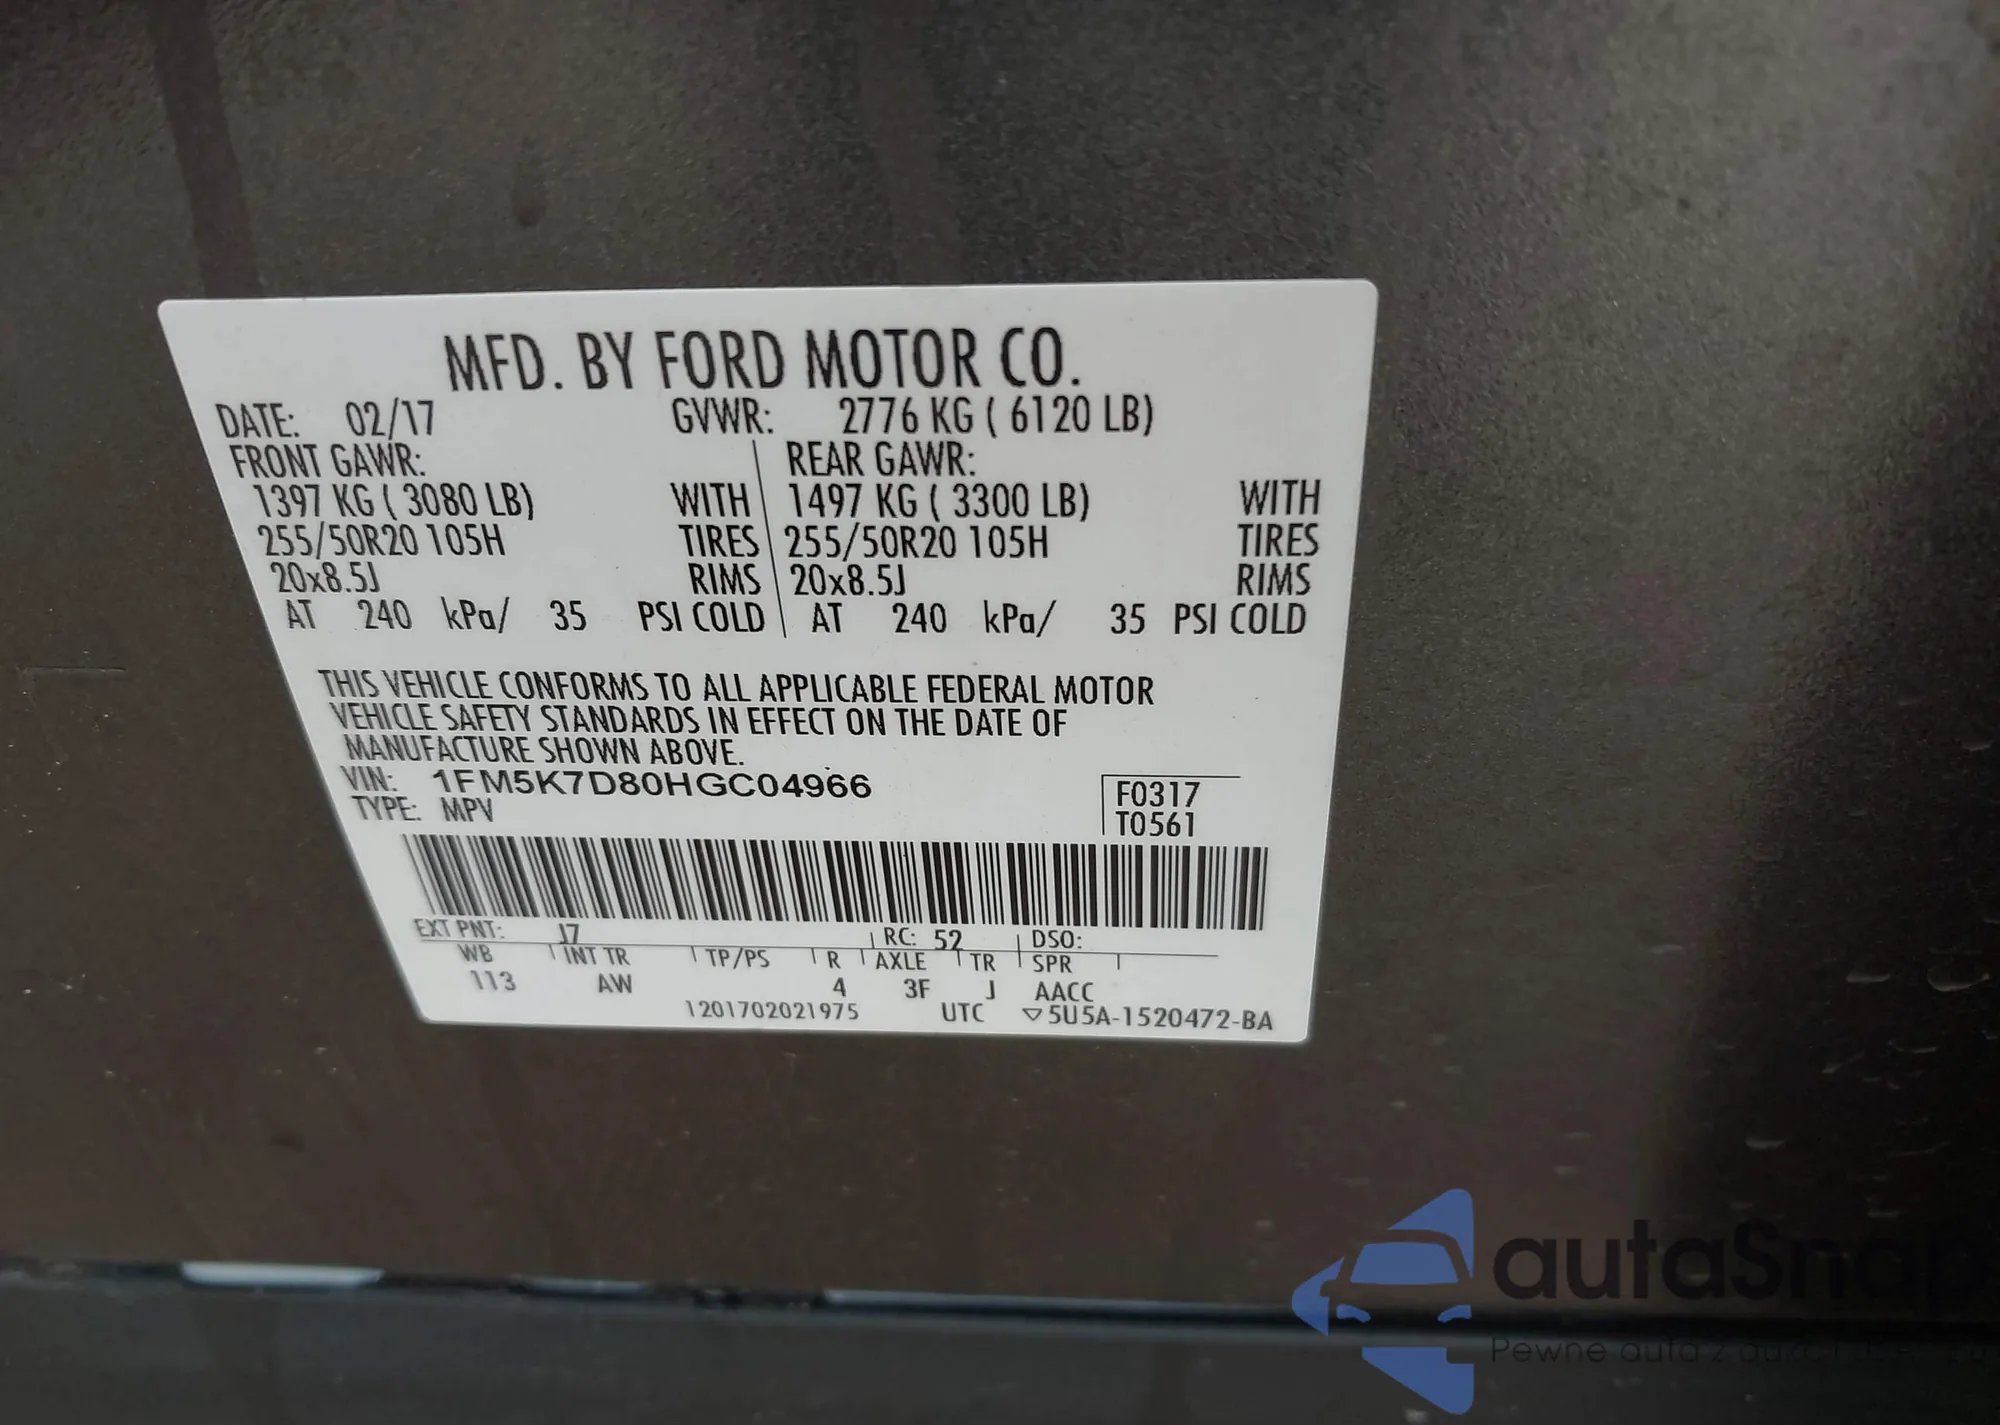 MFD. BY FORD MOTOR CO.
DATE: 02/17 GVWR: 2776 KG ( 6120 LB)
FRONT GAWR: REAR GAWR:
1397 KG ( 3080 LB) WITH 1497 KG ( 3300 LB) WITH
255/50R20 105H TIRES 255/50R20 105H TIRES
20x8.5J RIMS 20x8.5J RIMS
AT 240 kPa/ 35 PSI COLD AT 240 kPa/ 35 PSI COLD
THIS VEHICLE CONFORMS TO ALL APPLICABLE FEDERAL MOTOR
VEHICLE SAFETY STANDARDS IN EFFECT ON THE DATE OF
MANUFACTURE SHOWN ABOVE.
VIN: 1FM5K7D80HGC04966
TYPE: MPV
F0317
T0561
EXT PNT: J7 RC: 52 DSO:
WB INT TR TP/PS R AXLE TR SPR
113 AW 4 3F J AACC
1201702021975 UTC ▽5U5A-1520472-BA
autaSnap
Pewne auto z